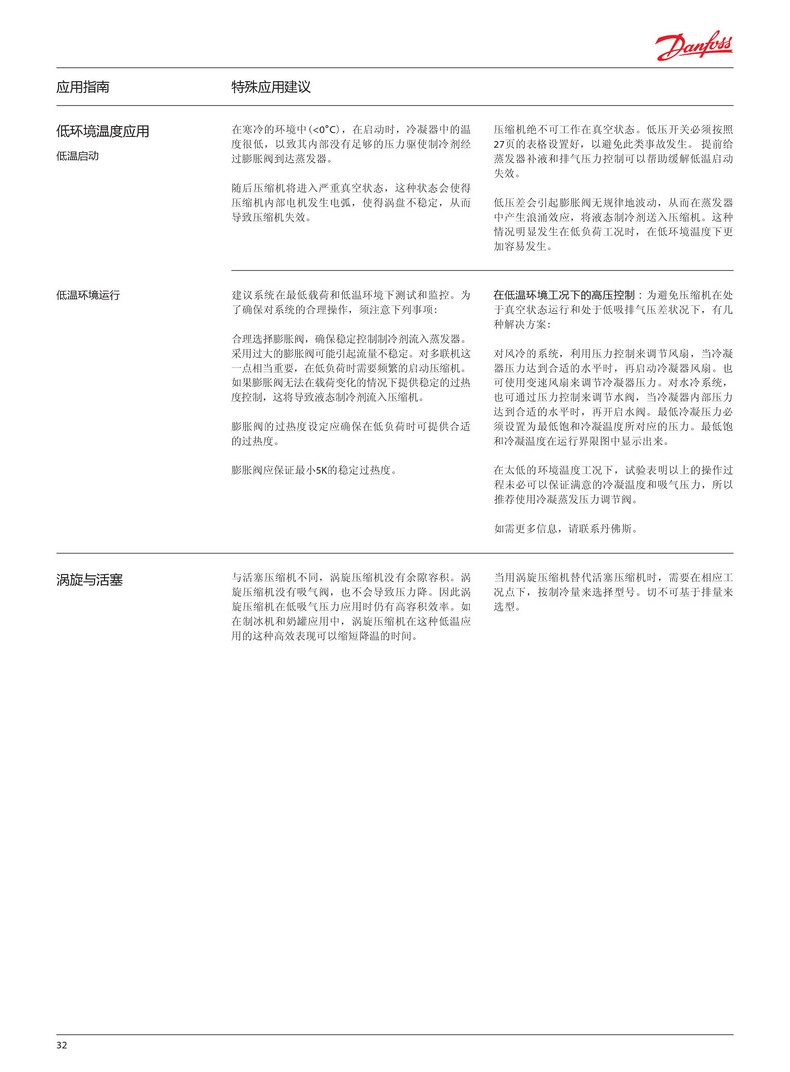 Danfoss
应用指南
特殊应用建议
低环境温度应用
低温启动
在寒冷的环境中(<0°C)，在启动时，冷凝器中的温
度很低，以致其内部没有足够的压力驱使制冷剂经
过膨胀阀到达蒸发器。
随后压缩机将进入严重真空状态，这种状态会使得
压缩机内部电机发生电弧，使得涡盘不稳定，从而
导致压缩机失效。
压缩机绝不可工作在真空状态。低压开关必须按照
27页的表格设置好，以避免此类事故发生。 提前给
蒸发器补液和排气压力控制可以帮助缓解低温启动
失效。
低压差会引起膨胀阀无规律地波动，从而在蒸发器
中产生浪涌效应，将液态制冷剂送入压缩机。这种
情况明显发生在低负荷工况时，在低环境温度下更
加容易发生。
低温环境运行
建议系统在最低载荷和低温环境下测试和监控。为
了确保对系统的合理操作，须注意下列事项:
合理选择膨胀阀，确保稳定控制制冷剂流入蒸发器。
采用过大的膨胀阀可能引起流量不稳定。对多联机这
一点相当重要，在低负荷时需要频繁的启动压缩机。
如果膨胀阀无法在载荷变化的情况下提供稳定的过热
度控制，这将导致液态制冷剂流入压缩机。
膨胀阀的过热度设定应确保在低负荷时可提供合适
的过热度。
膨胀阀应保证最小5K的稳定过热度。
在低温环境工况下的高压控制：为避免压缩机在处
于真空状态运行和处于低吸排气压差状况下，有几
种解决方案:
对风冷的系统，利用压力控制来调节风扇，当冷凝
器压力达到合适的水平时，再启动冷凝器风扇。也
可使用变速风扇来调节冷凝器压力。对水冷系统，
也可通过压力控制来调节水阀，当冷凝器内部压力
达到合适的水平时，再开启水阀。最低冷凝压力必
须设置为最低饱和冷凝温度所对应的压力。最低饱
和冷凝温度在运行界限图中显示出来。
在太低的环境温度工况下，试验表明以上的操作过
程未必可以保证满意的冷凝温度和吸气压力，所以
推荐使用冷凝蒸发压力调节阀。
如需更多信息，请联系丹佛斯。
涡旋与活塞
与活塞压缩机不同，涡旋压缩机没有余隙容积。涡
旋压缩机没有吸气阀，也不会导致压力降。因此涡
旋压缩机在低吸气压力应用时仍有高容积效率。如
在制冰机和奶罐应用中，涡旋压缩机在这种低温应
用的这种高效表现可以缩短降温的时间。
当用涡旋压缩机替代活塞压缩机时，需要在相应工
况点下，按制冷量来选择型号。切不可基于排量来
选型。
32